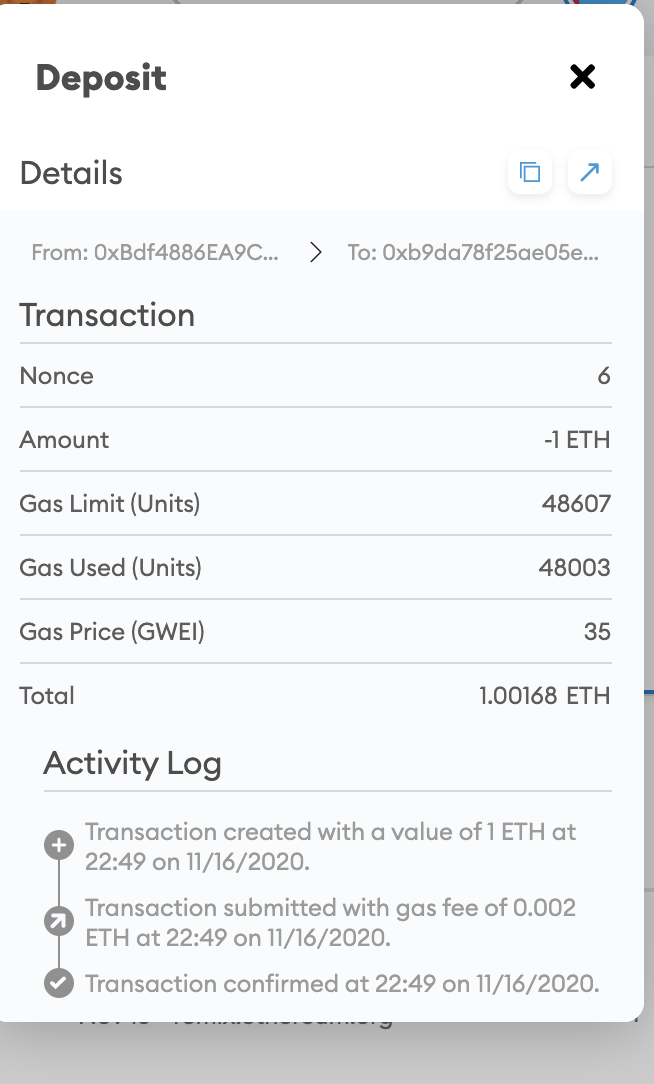 Deposit
Details
From: 0xBdf4886EA9C... To: 0xb9da78f25ae05e...
Transaction
Nonce 6
Amount -1 ETH
Gas Limit (Units) 48607
Gas Used (Units) 48003
Gas Price (GWEI) 35
Total 1.00168 ETH
Activity Log
Transaction created with a value of 1 ETH at
22:49 on 11/16/2020.
Transaction submitted with gas fee of 0.002
ETH at 22:49 on 11/16/2020.
Transaction confirmed at 22:49 on 11/16/2020.